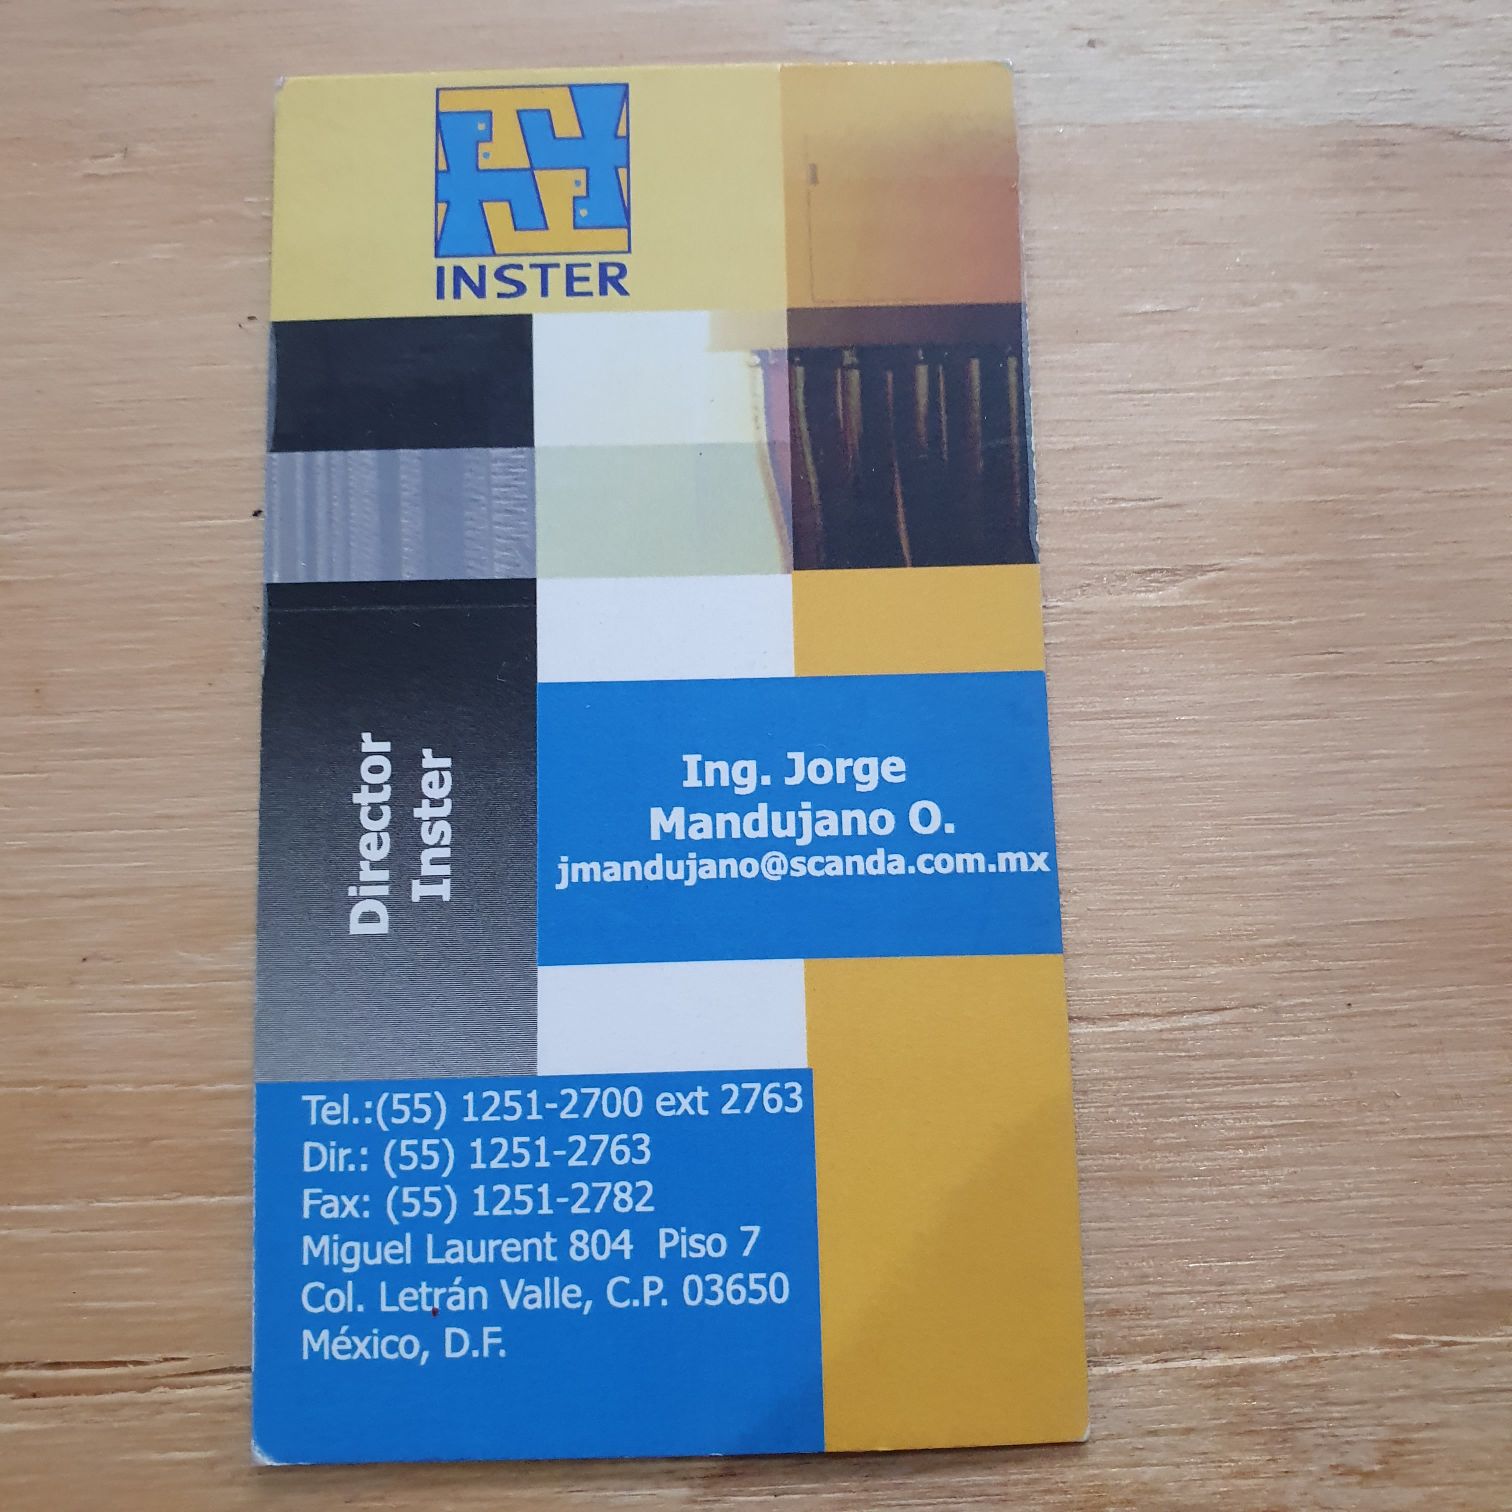 INSTER
Director
Inster
Ing. Jorge
Mandujano O.
jmandujano@scanda.com.mx
Tel.:(55) 1251-2700 ext 2763
Dir.: (55) 1251-2763
Fax: (55) 1251-2782
Miguel Laurent 804 Piso 7
Col. Letrán Valle, C.P. 03650
México, D.F.